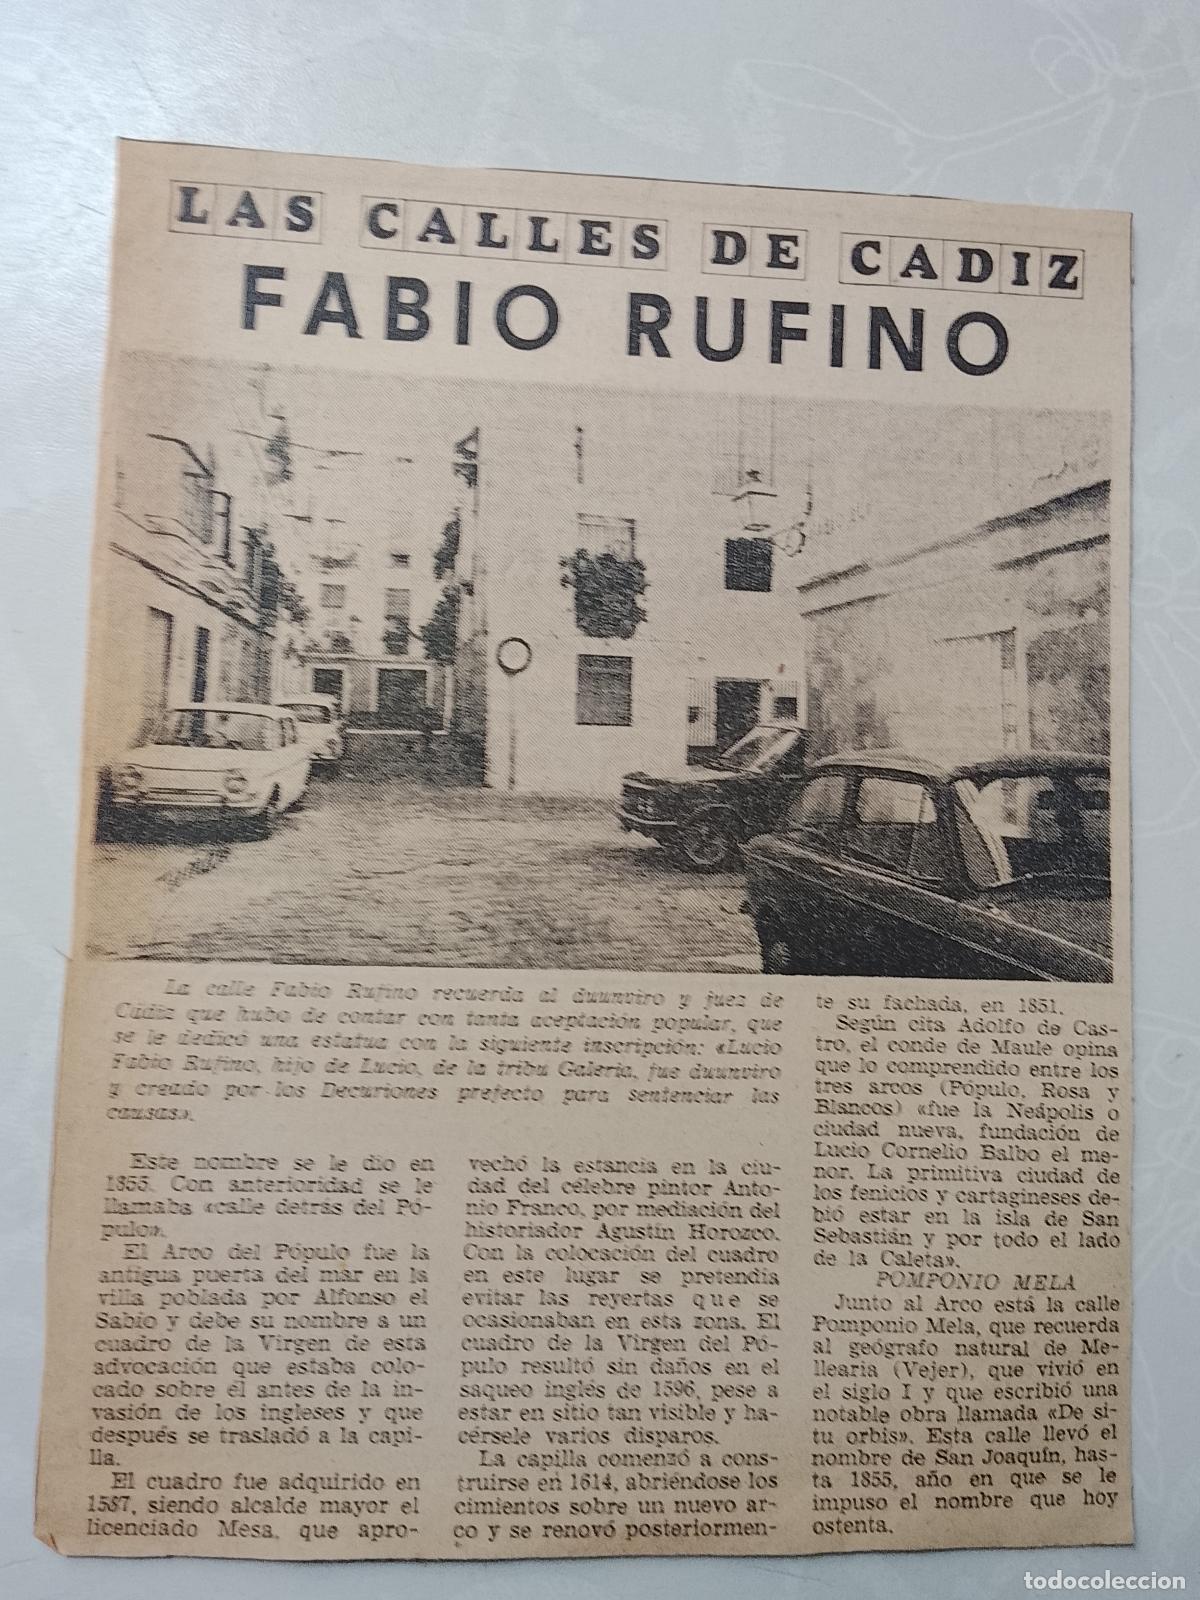 LAS CALLES DE CADIZ
FABIO RUFINO
La calle Fabio Rufino recuerda al duunviro y juez de
Cádiz que hubo de contar con tanta aceptación popular, que
se le dedicó una estatua con la siguiente inscripción: «Lucio
Fabio Rufino, hijo de Lucio, de la tribu Galeria, fue duunviro
y creado por los Decuriones prefecto para sentenciar las
causas».
Este nombre se le dio en
1855. Con anterioridad se le
llamaba «calle detrás del Pó-
pulo».
El Arco del Pópulo fue la
antigua puerta del mar en la
villa poblada por Alfonso el
Sabio y debe su nombre a un
cuadro de la Virgen de esta
advocación que estaba colo-
cado sobre él antes de la in-
vasión de los ingleses y que
después se trasladó a la capi-
lla.
El cuadro fue adquirido en
1587, siendo alcalde mayor el
licenciado Mesa, que apro-
vechó la estancia en la ciu-
dad del célebre pintor Anto-
nio Franco, por mediación del
historiador Agustín Horozco.
Con la colocación del cuadro
en este lugar se pretendía
evitar las reyertas que se
ocasionaban en esta zona. El
cuadro de la Virgen del Pó-
pulo resultó sin daños en el
saqueo inglés de 1596, pese a
estar en sitio tan visible y ha-
cérsele varios disparos.
La capilla comenzó a cons-
truirse en 1614, abriéndose los
cimientos sobre un nuevo ar-
co y se renovó posteriormen-
te su fachada, en 1851.
Según cita Adolfo de Cas-
tro, el conde de Maule opina
que lo comprendido entre los
tres arcos (Pópulo, Rosa y
Blancos) «fue la Neápolis o
ciudad nueva, fundación de
Lucio Cornelio Balbo el me-
nor. La primitiva ciudad de
los fenicios y cartagineses de-
bió estar en la isla de San
Sebastián y por todo el lado
de la Caleta».
POMPONIO MELA
Junto al Arco está la calle
Pomponio Mela, que recuerda
al geógrafo natural de Me-
llearia (Vejer), que vivió en
el siglo I y que escribió una
notable obra llamada «De si-
tu orbis». Esta calle llevó el
nombre de San Joaquín, has-
ta 1855, año en que se le
impuso el nombre que hoy
ostenta.
todocoleccion